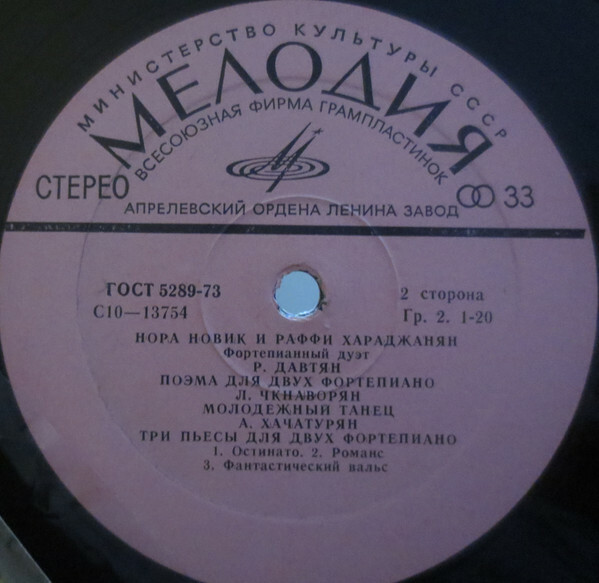 МИНИСТЕРСТВО КУЛЬТУРЫ СССР
МЕЛОДИЯ
ВСЕСОЮЗНАЯ ФИРМА ГРАМПЛАСТИНОК
СТЕРЕО
33
АПРЕЛЕВСКИЙ ОРДЕНА ЛЕНИНА ЗАВОД
ГОСТ 5289-73
2 сторона
С10—13754
Гр. 2. 1-20
НОРА НОВИК И РАФФИ ХАРАДЖАНЯН
Фортепианный дуэт
Р. ДАВТЯН
ПОЭМА ДЛЯ ДВУХ ФОРТЕПИАНО
Л. ЧКНАВОРЯН
МОЛОДЕЖНЫЙ ТАНЕЦ
А. ХАЧАТУРЯН
ТРИ ПЬЕСЫ ДЛЯ ДВУХ ФОРТЕПИАНО
1. Остинато. 2. Романс
3. Фантастический вальс